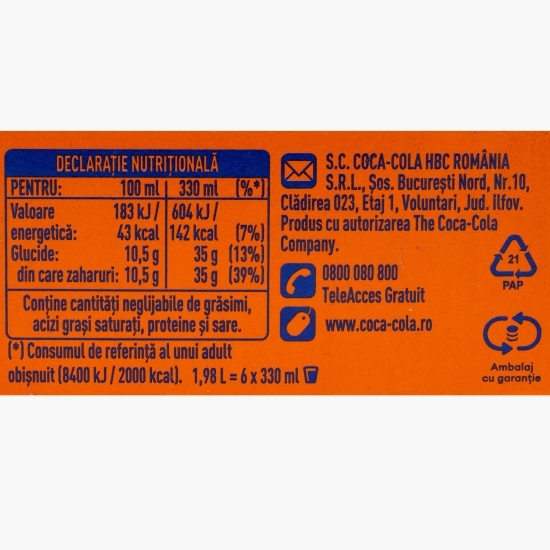 DECLARAȚIE NUTRIȚIONALĂ
PENTRU: 100 ml 330 ml (%*)
Valoare 183 kJ / 604 kJ /
energetică: 43 kcal 142 kcal (7%)
Glucide: 10,5 g 35 g (13%)
din care zaharuri: 10,5 g 35 g (39%)
Conține cantități neglijabile de grăsimi,
acizi grași saturați, proteine și sare.
(*) Consumul de referință al unui adult
obișnuit (8400 kJ / 2000 kcal). 1,98 L = 6 x 330 ml
S.C. COCA-COLA HBC ROMÂNIA
S.R.L., Șos. București Nord, Nr.10,
Clădirea O23, Etaj 1, Voluntari, Jud. Ilfov.
Produs cu autorizarea The Coca-Cola
Company.
0800 080 800
TeleAcces Gratuit
www.coca-cola.ro
21
PAP
Ambalaj
cu garanție